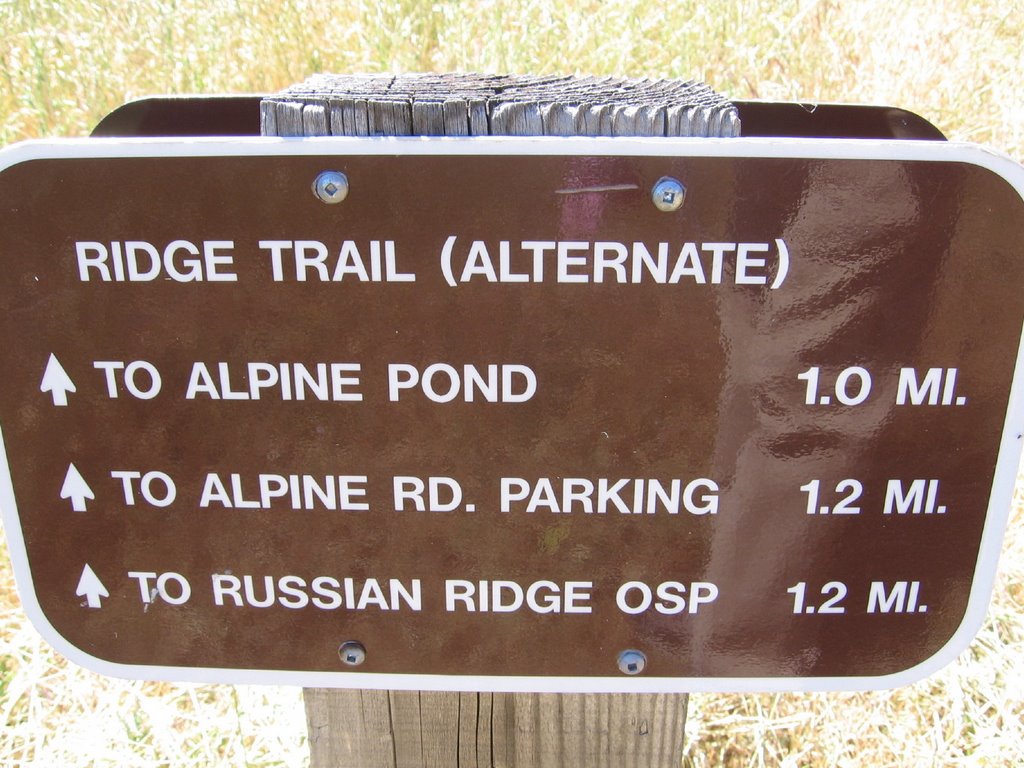 RIDGE TRAIL (ALTERNATE)
TO ALPINE POND 1.0 MI.
TO ALPINE RD. PARKING 1.2 MI.
TO RUSSIAN RIDGE OSP 1.2 MI.